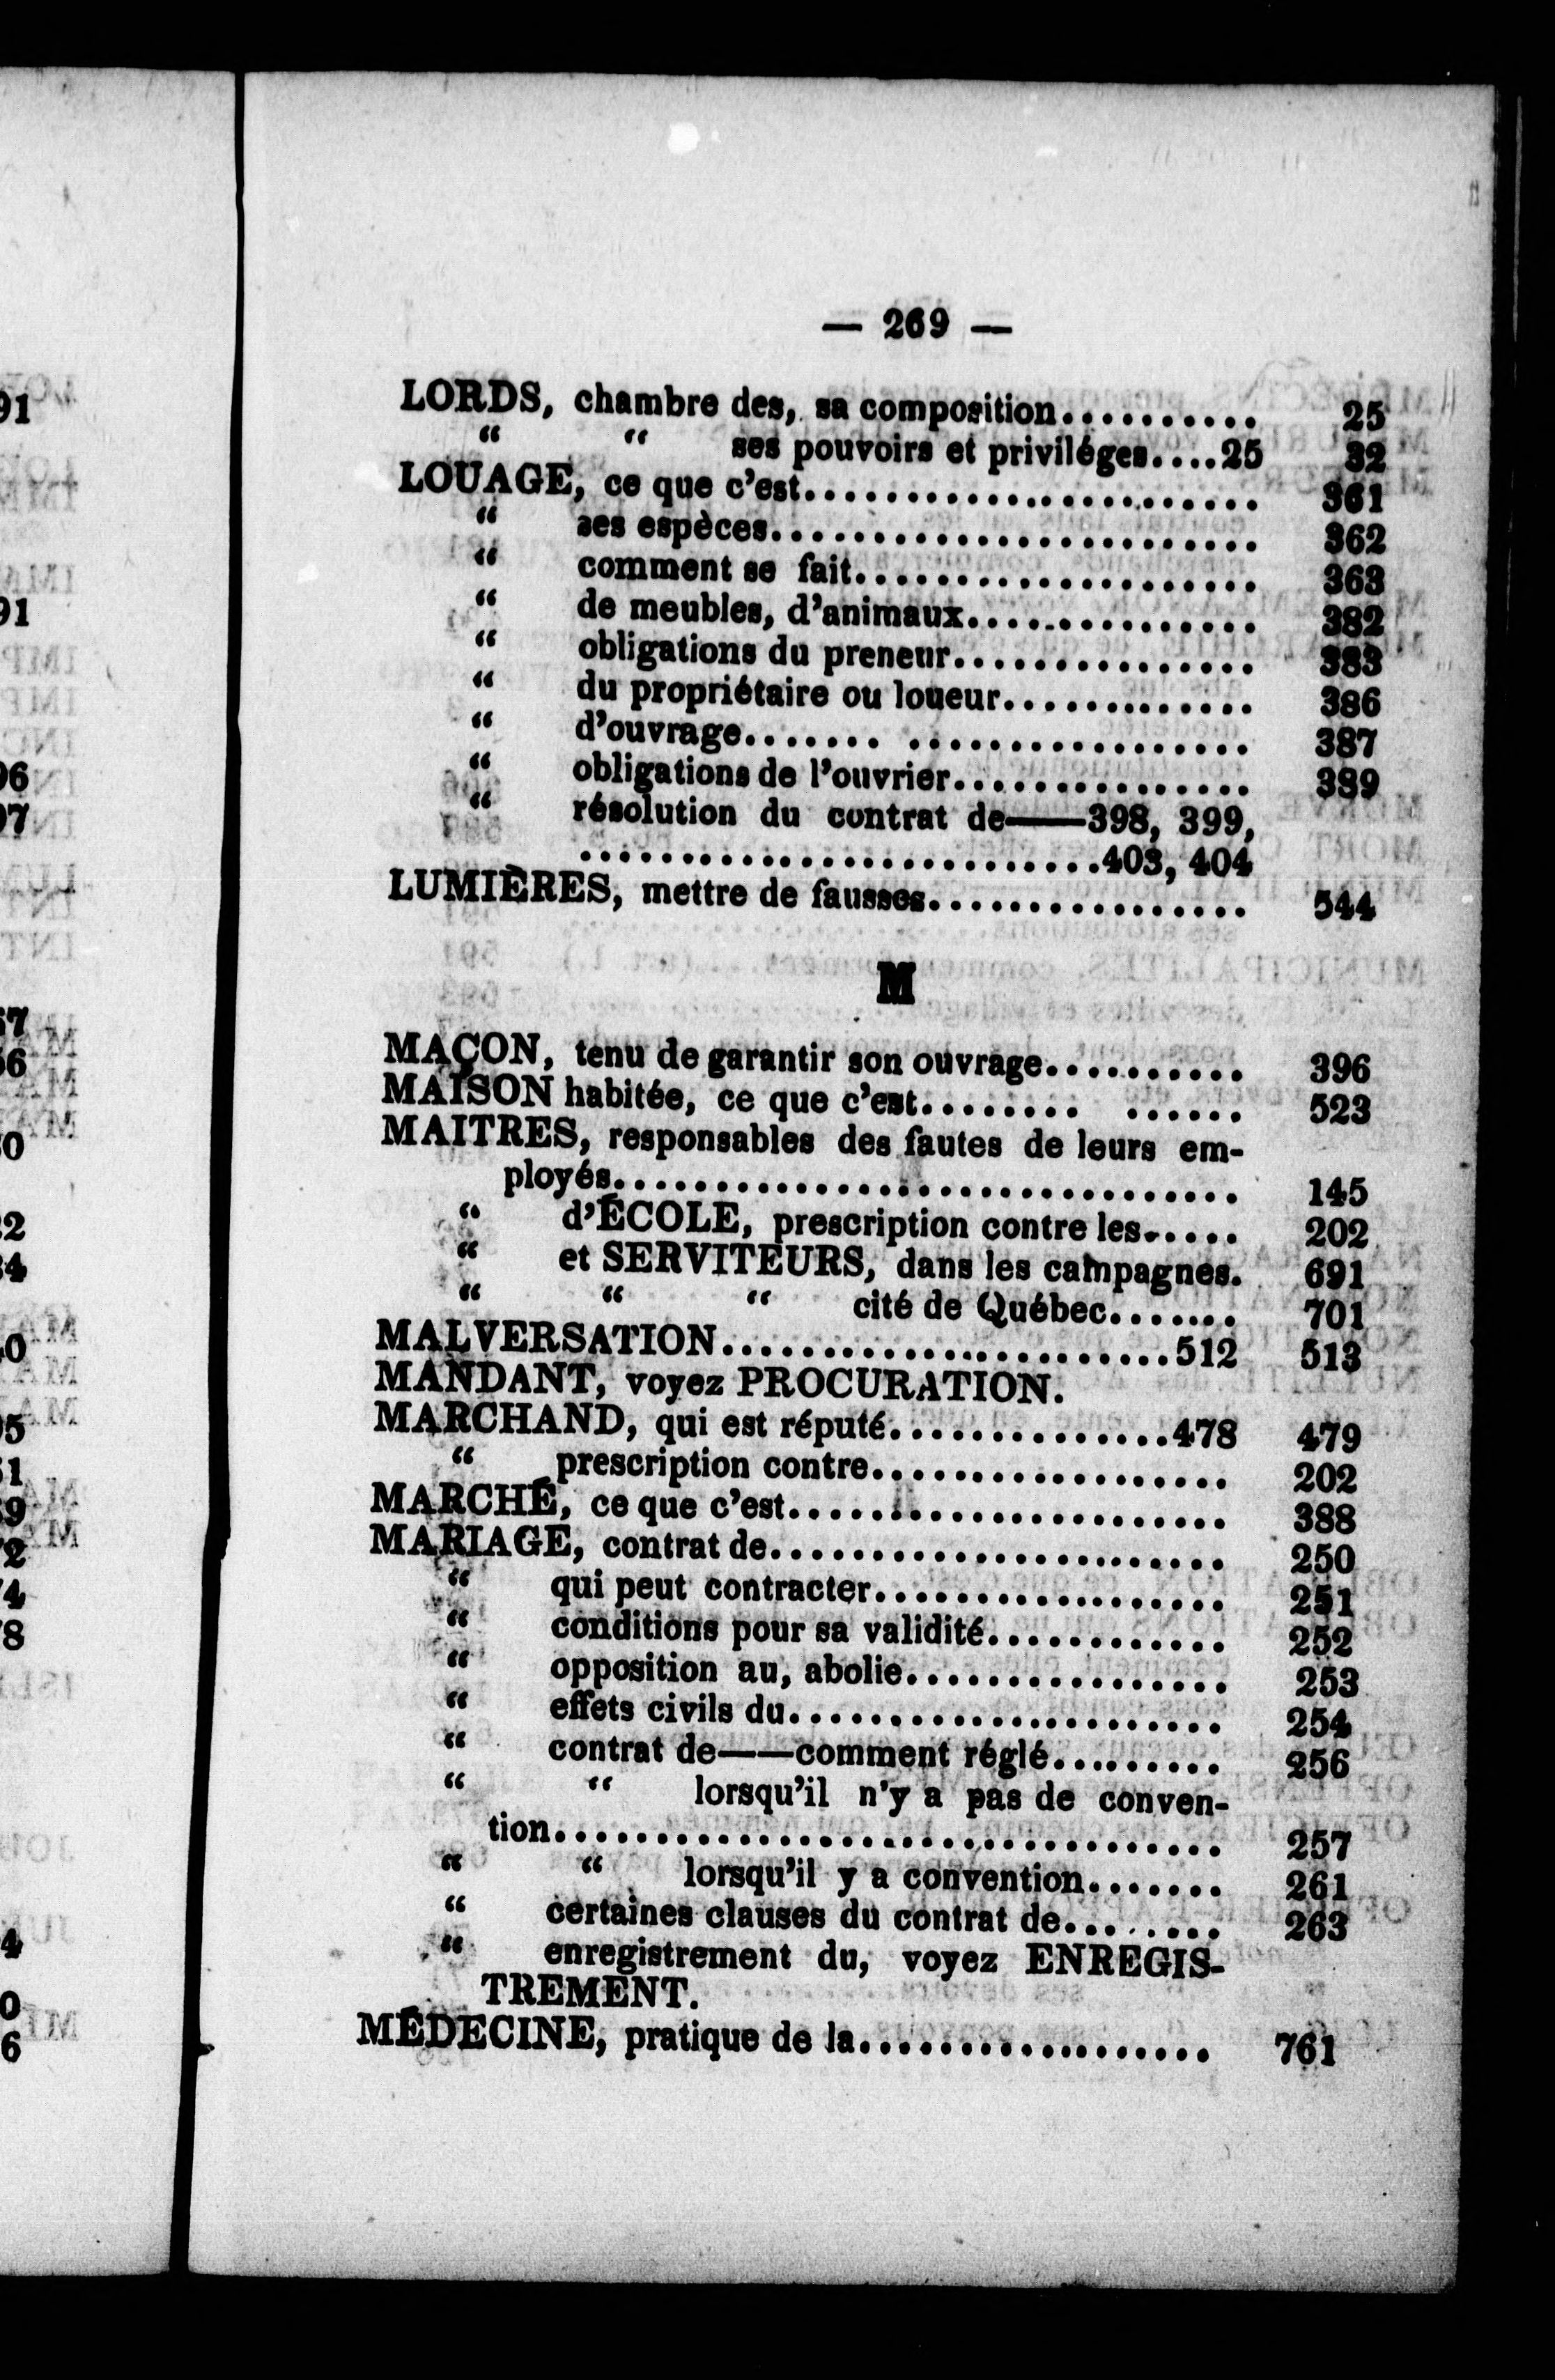 — 269 —
LORDS, chambre des, sa composition.......... 25
“ “ ses pouvoirs et priviléges....25 32
LOUAGE, ce que c’est....................... 361
“ ses espèces......................... 362
“ comment se fait.................... 363
“ de meubles, d’animaux............... 382
“ obligations du preneur............... 383
“ du propriétaire ou loueur............. 386
“ d’ouvrage....... ................. 387
“ obligations de l’ouvrier............... 389
“ résolution du contrat de——398, 399,
..........................403, 404
LUMIÈRES, mettre de fausses................ 544
M
MAÇON, tenu de garantir son ouvrage.......... 396
MAISON habitée, ce que c’est........ ...... 523
MAITRES, responsables des fautes de leurs em-
ployés............................... 145
“ d’ÉCOLE, prescription contre les..... 202
“ et SERVITEURS, dans les campagnes. 691
“ “ “ cité de Québec....... 701
MALVERSATION.......................512 513
MANDANT, voyez PROCURATION.
MARCHAND, qui est réputé..............478 479
“ prescription contre.................. 202
MARCHÉ, ce que c’est...................... 388
MARIAGE, contrat de....................... 250
“ qui peut contracter.................. 251
“ conditions pour sa validité............ 252
“ opposition au, abolie................ 253
“ effets civils du...................... 254
“ contrat de——comment réglé......... 256
“ “ lorsqu’il n’y a pas de conven-
tion................................. 257
“ “ lorsqu’il y a convention....... 261
“ certaines clauses du contrat de........ 263
“ enregistrement du, voyez ENREGIS-
TREMENT.
MÉDECINE, pratique de la.................. 761